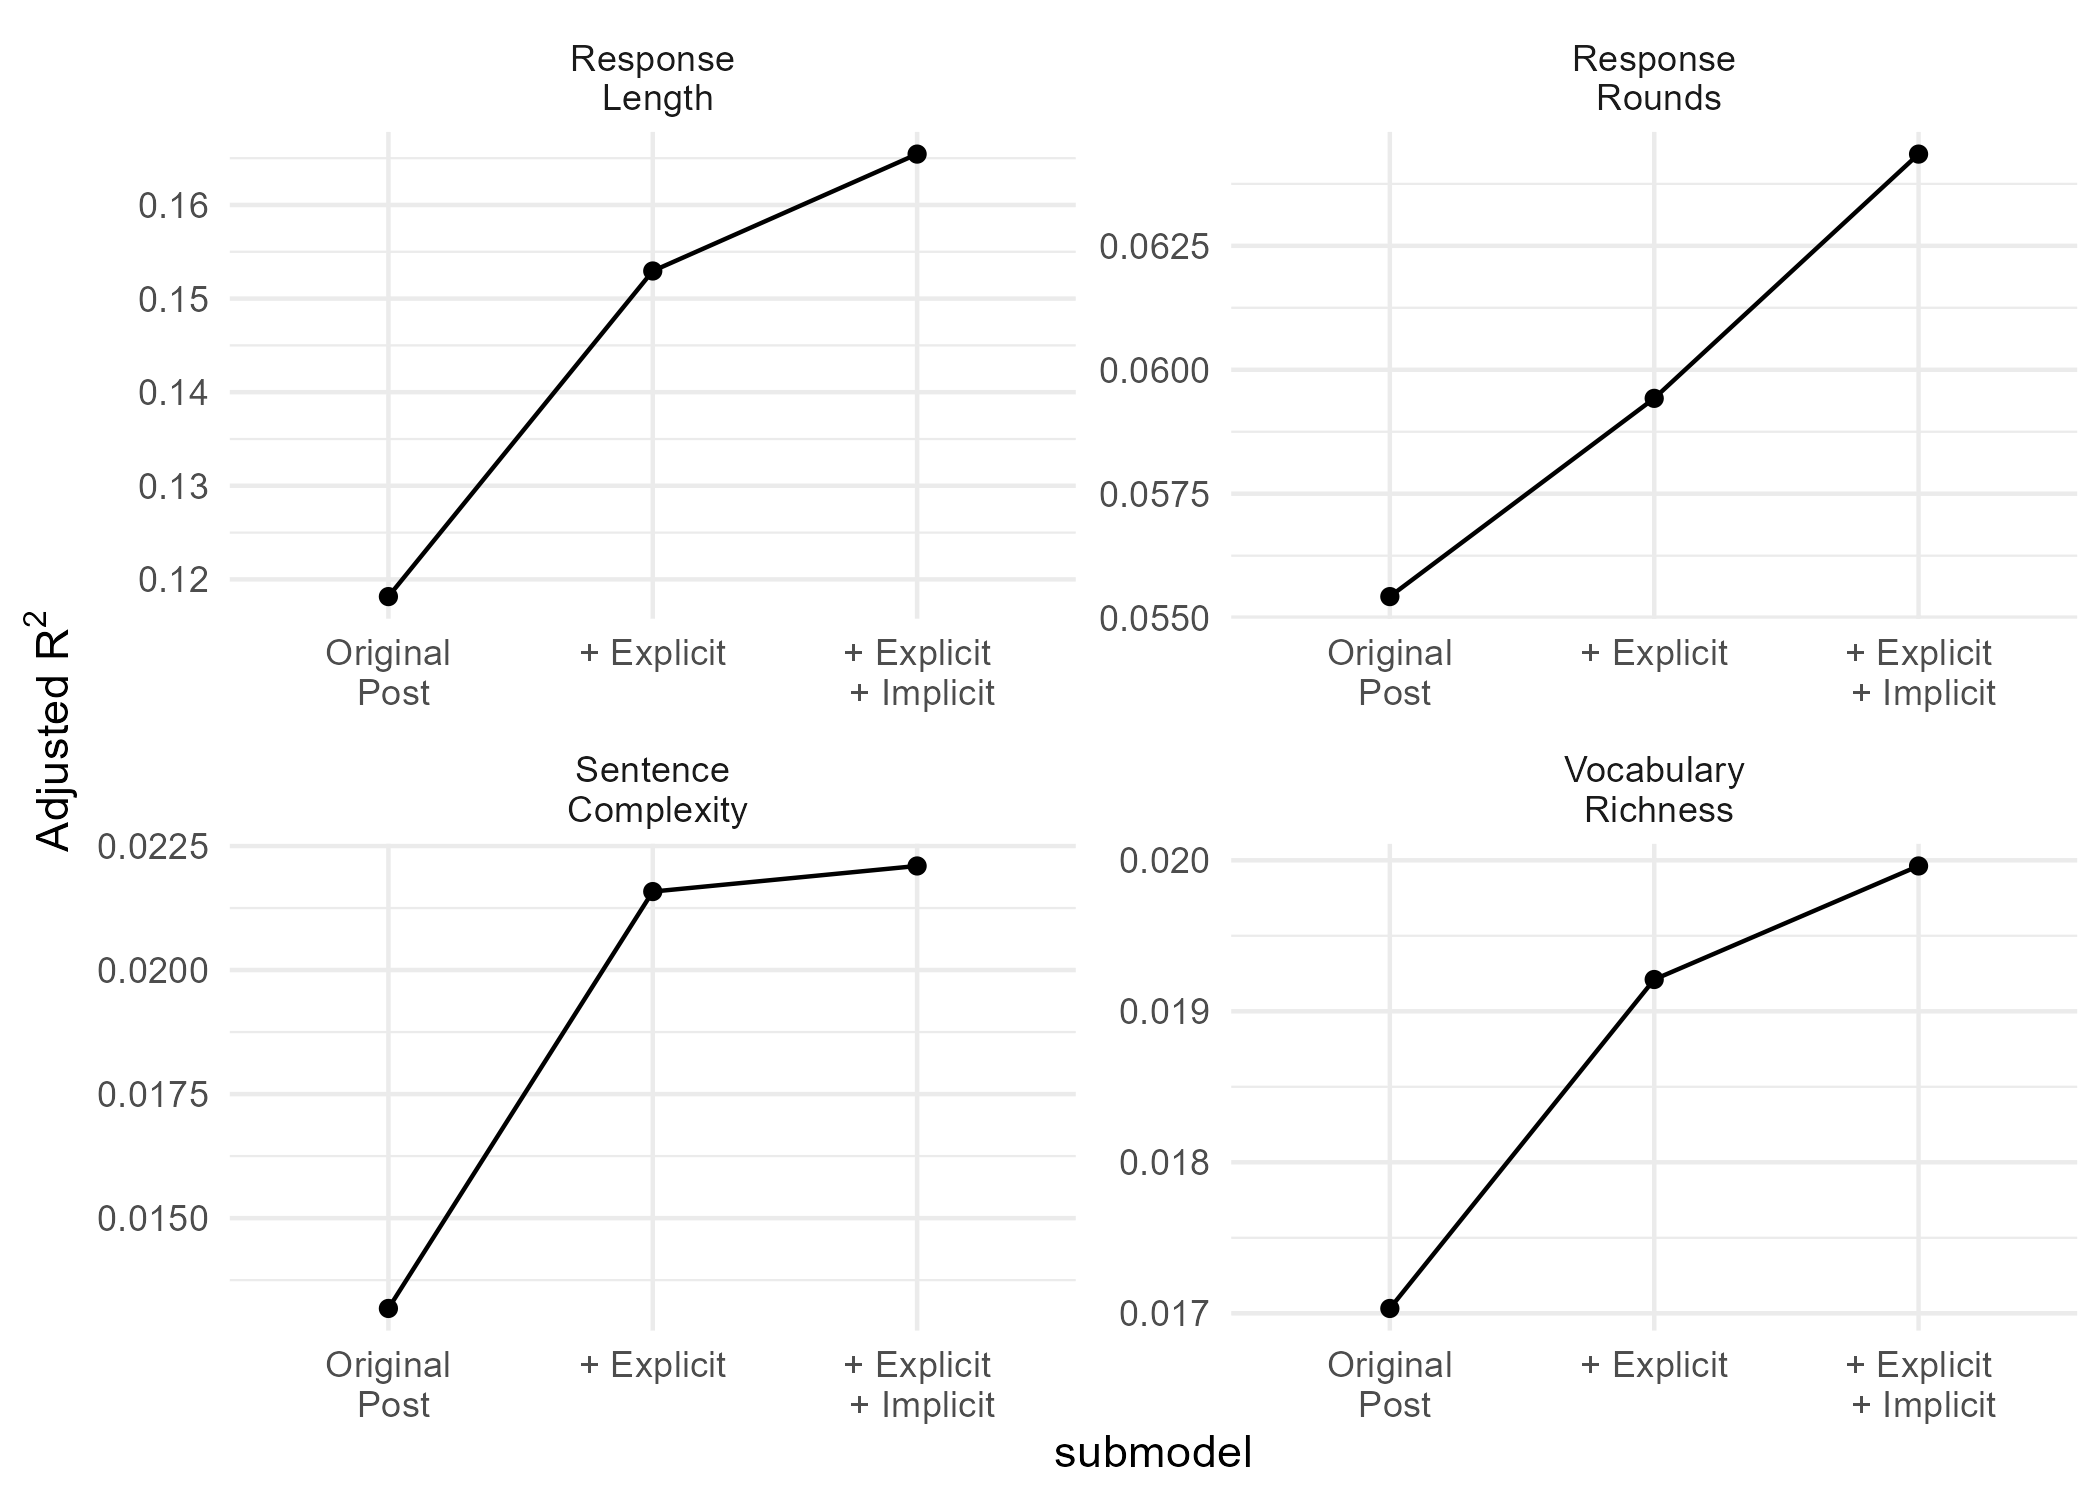 Response
Length
0.16
0.15
0.14
0.13
0.12
Original
Post
+ Explicit
+ Explicit
+ Implicit
Response
Rounds
0.0625
0.0600
0.0575
0.0550
Original
Post
+ Explicit
+ Explicit
+ Implicit
Adjusted R²
Sentence
Complexity
0.0225
0.0200
0.0175
0.0150
Original
Post
+ Explicit
+ Explicit
+ Implicit
Vocabulary
Richness
0.020
0.019
0.018
0.017
Original
Post
+ Explicit
+ Explicit
+ Implicit
submodel